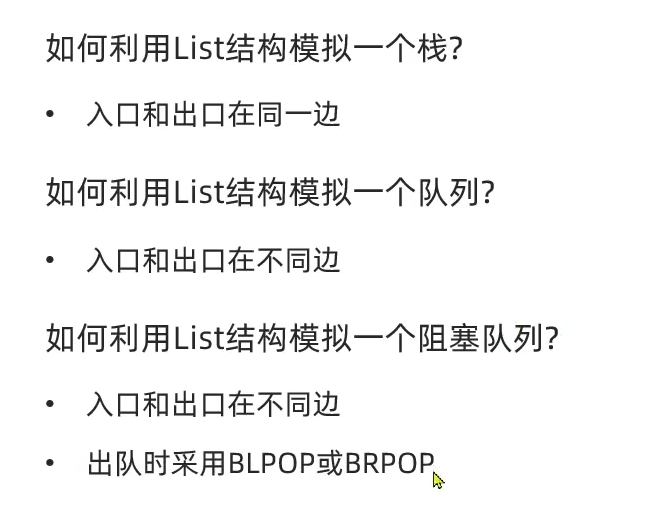 如何利用List结构模拟一个栈?
• 入口和出口在同一边
如何利用List结构模拟一个队列?
• 入口和出口在不同边
如何利用List结构模拟一个阻塞队列?
• 入口和出口在不同边
• 出队时采用BLPOP或BRPOP